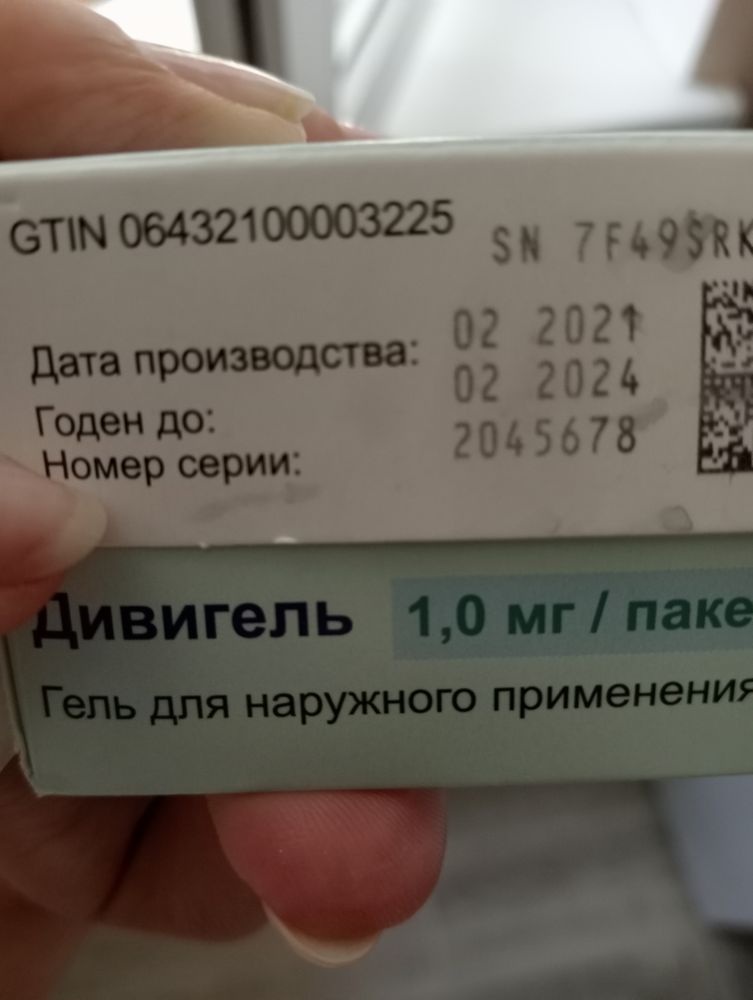 GTIN 06432100003225
SN 7F49SRK
Дата производства: 02 2021
Годен до: 02 2024
Номер серии: 2045678
Дивигель 1,0 мг / паке
Гель для наружного применения